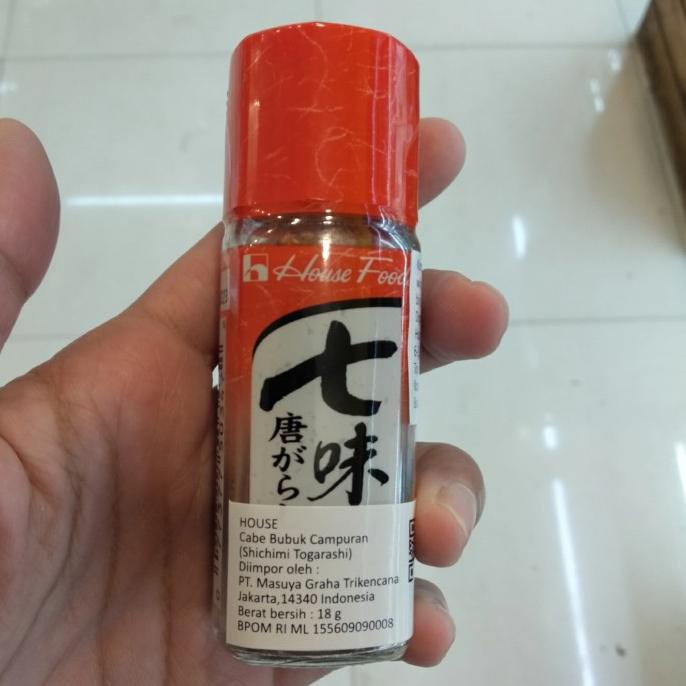 House Food
七味
唐がら
HOUSE
Cabe Bubuk Campuran
(Shichimi Togarashi)
Diimpor oleh :
PT. Masuya Graha Trikencana
Jakarta,14340 Indonesia
Berat bersih : 18 g
BPOM RI ML 155609090008